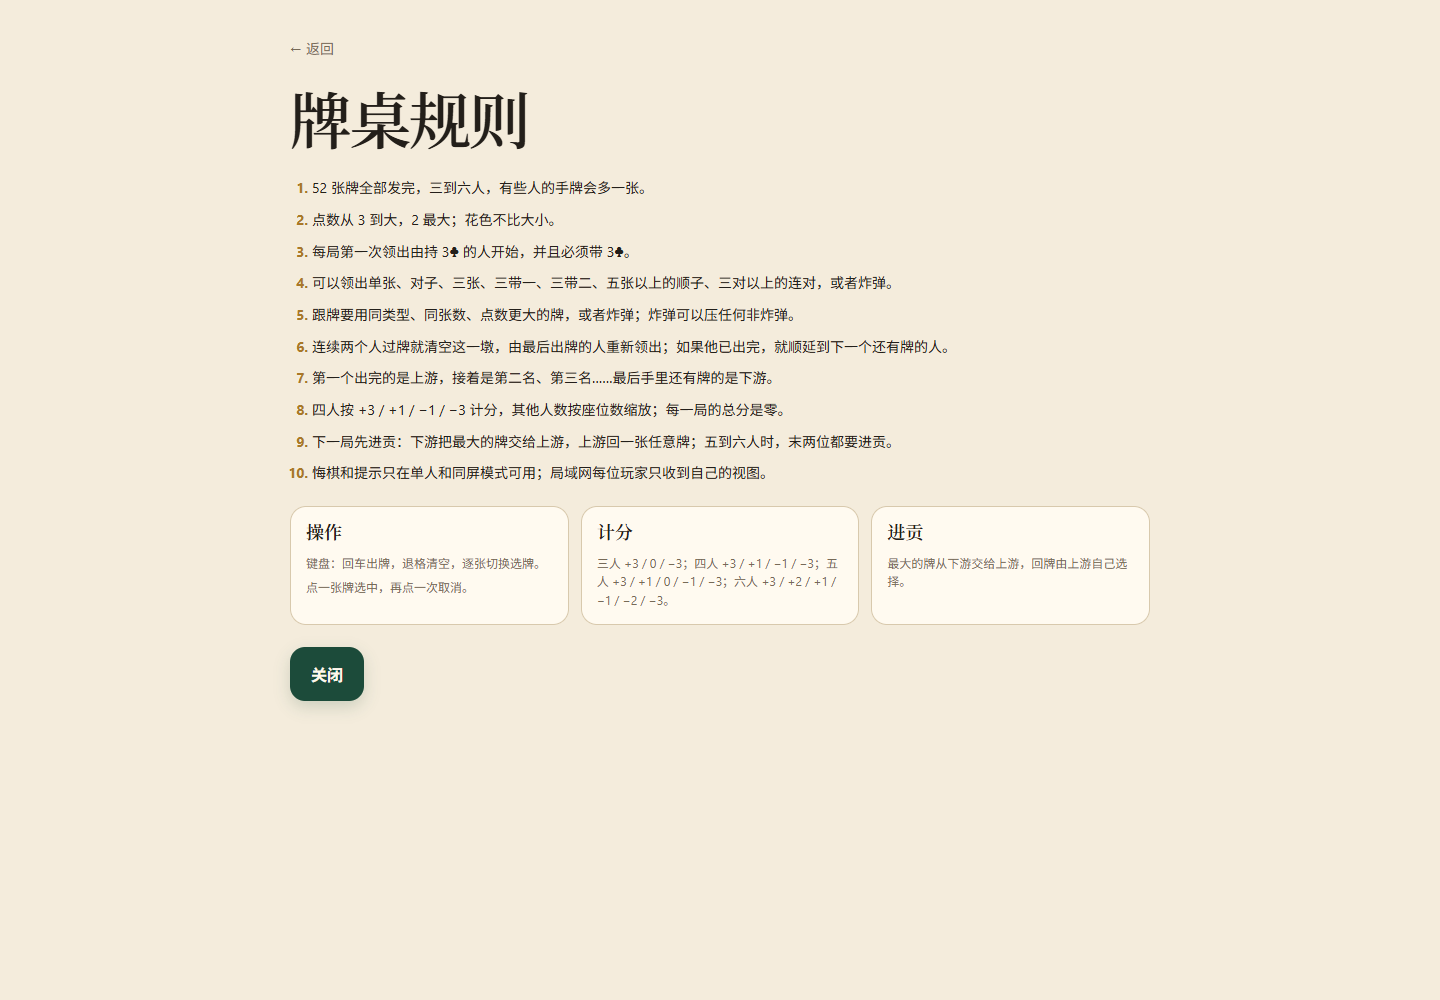 ← 返回
牌桌规则
1. 52 张牌全部发完，三到六人，有些人的手牌会多一张。
2. 点数从 3 到大，2 最大；花色不比大小。
3. 每局第一次领出由持 3♣ 的人开始，并且必须带 3♣。
4. 可以领出单张、对子、三张、三带一、三带二、五张以上的顺子、三对以上的连对，或者炸弹。
5. 跟牌要用同类型、同张数、点数更大的牌，或者炸弹；炸弹可以压任何非炸弹。
6. 连续两个人过牌就清空这一墩，由最后出牌的人重新领出；如果他已出完，就顺延到下一个还有牌的人。
7. 第一个出完的是上游，接着是第二名、第三名……最后手里还有牌的是下游。
8. 四人按 +3 / +1 / −1 / −3 计分，其他人数按座位数缩放；每一局的总分是零。
9. 下一局先进贡：下游把最大的牌交给上游，上游回一张任意牌；五到六人时，末两位都要进贡。
10. 悔棋和提示只在单人和同屏模式可用；局域网每位玩家只收到自己的视图。
操作
键盘：回车出牌，退格清空，逐张切换选牌。
点一张牌选中，再点一次取消。
计分
三人 +3 / 0 / −3；四人 +3 / +1 / −1 / −3；五
人 +3 / +1 / 0 / −1 / −3；六人 +3 / +2 / +1 /
−1 / −2 / −3。
进贡
最大的牌从下游交给上游，回牌由上游自己选
择。
关闭